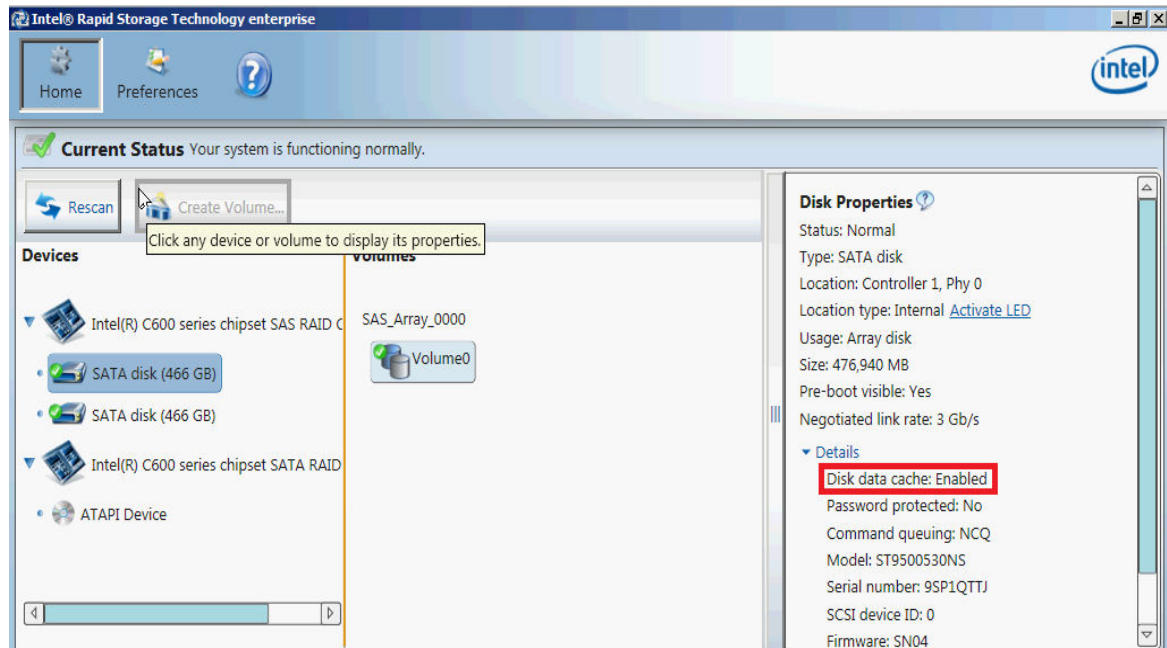 Intel® Rapid Storage Technology enterprise
Home
Preferences
?
intel
Current Status Your system is functioning normally.
Rescan
Create Volume...
Click any device or volume to display its properties.
Devices
Volumes
Intel(R) C600 series chipset SAS RAID C
SATA disk (466 GB)
SATA disk (466 GB)
Intel(R) C600 series chipset SATA RAID
ATAPI Device
SAS_Array_0000
Volume0
Disk Properties ?
Status: Normal
Type: SATA disk
Location: Controller 1, Phy 0
Location type: Internal Activate LED
Usage: Array disk
Size: 476,940 MB
Pre-boot visible: Yes
Negotiated link rate: 3 Gb/s
Details
Disk data cache: Enabled
Password protected: No
Command queuing: NCQ
Model: ST9500530NS
Serial number: 9SP1QTTJ
SCSI device ID: 0
Firmware: SN04